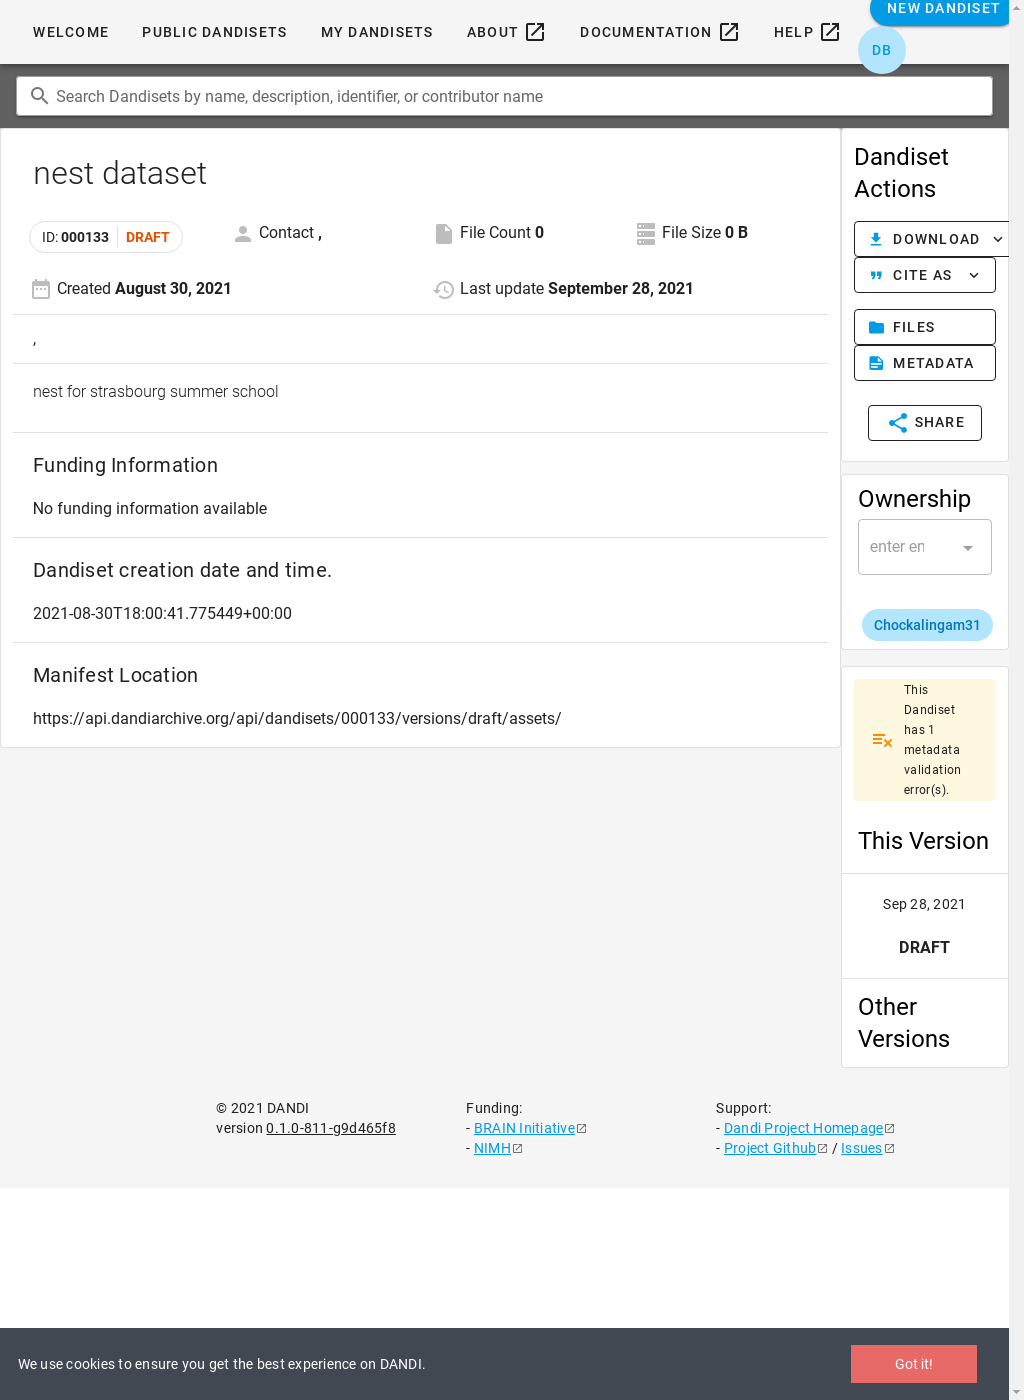 WELCOME PUBLIC DANDISETS MY DANDISETS ABOUT DOCUMENTATION HELP NEW DANDISET
DB
Search Dandisets by name, description, identifier, or contributor name
nest dataset
ID: 000133 DRAFT Contact , File Count 0 File Size 0 B
Created August 30, 2021 Last update September 28, 2021
,
nest for strasbourg summer school
Funding Information
No funding information available
Dandiset creation date and time.
2021-08-30T18:00:41.775449+00:00
Manifest Location
https://api.dandiarchive.org/api/dandisets/000133/versions/draft/assets/
Dandiset
Actions
DOWNLOAD
CITE AS
FILES
METADATA
SHARE
Ownership
enter en
Chockalingam31
This
Dandiset
has 1
metadata
validation
error(s).
This Version
Sep 28, 2021
DRAFT
Other
Versions
© 2021 DANDI
version 0.1.0-811-g9d465f8
Funding:
- BRAIN Initiative
- NIMH
Support:
- Dandi Project Homepage
- Project Github / Issues
We use cookies to ensure you get the best experience on DANDI.
Got it!